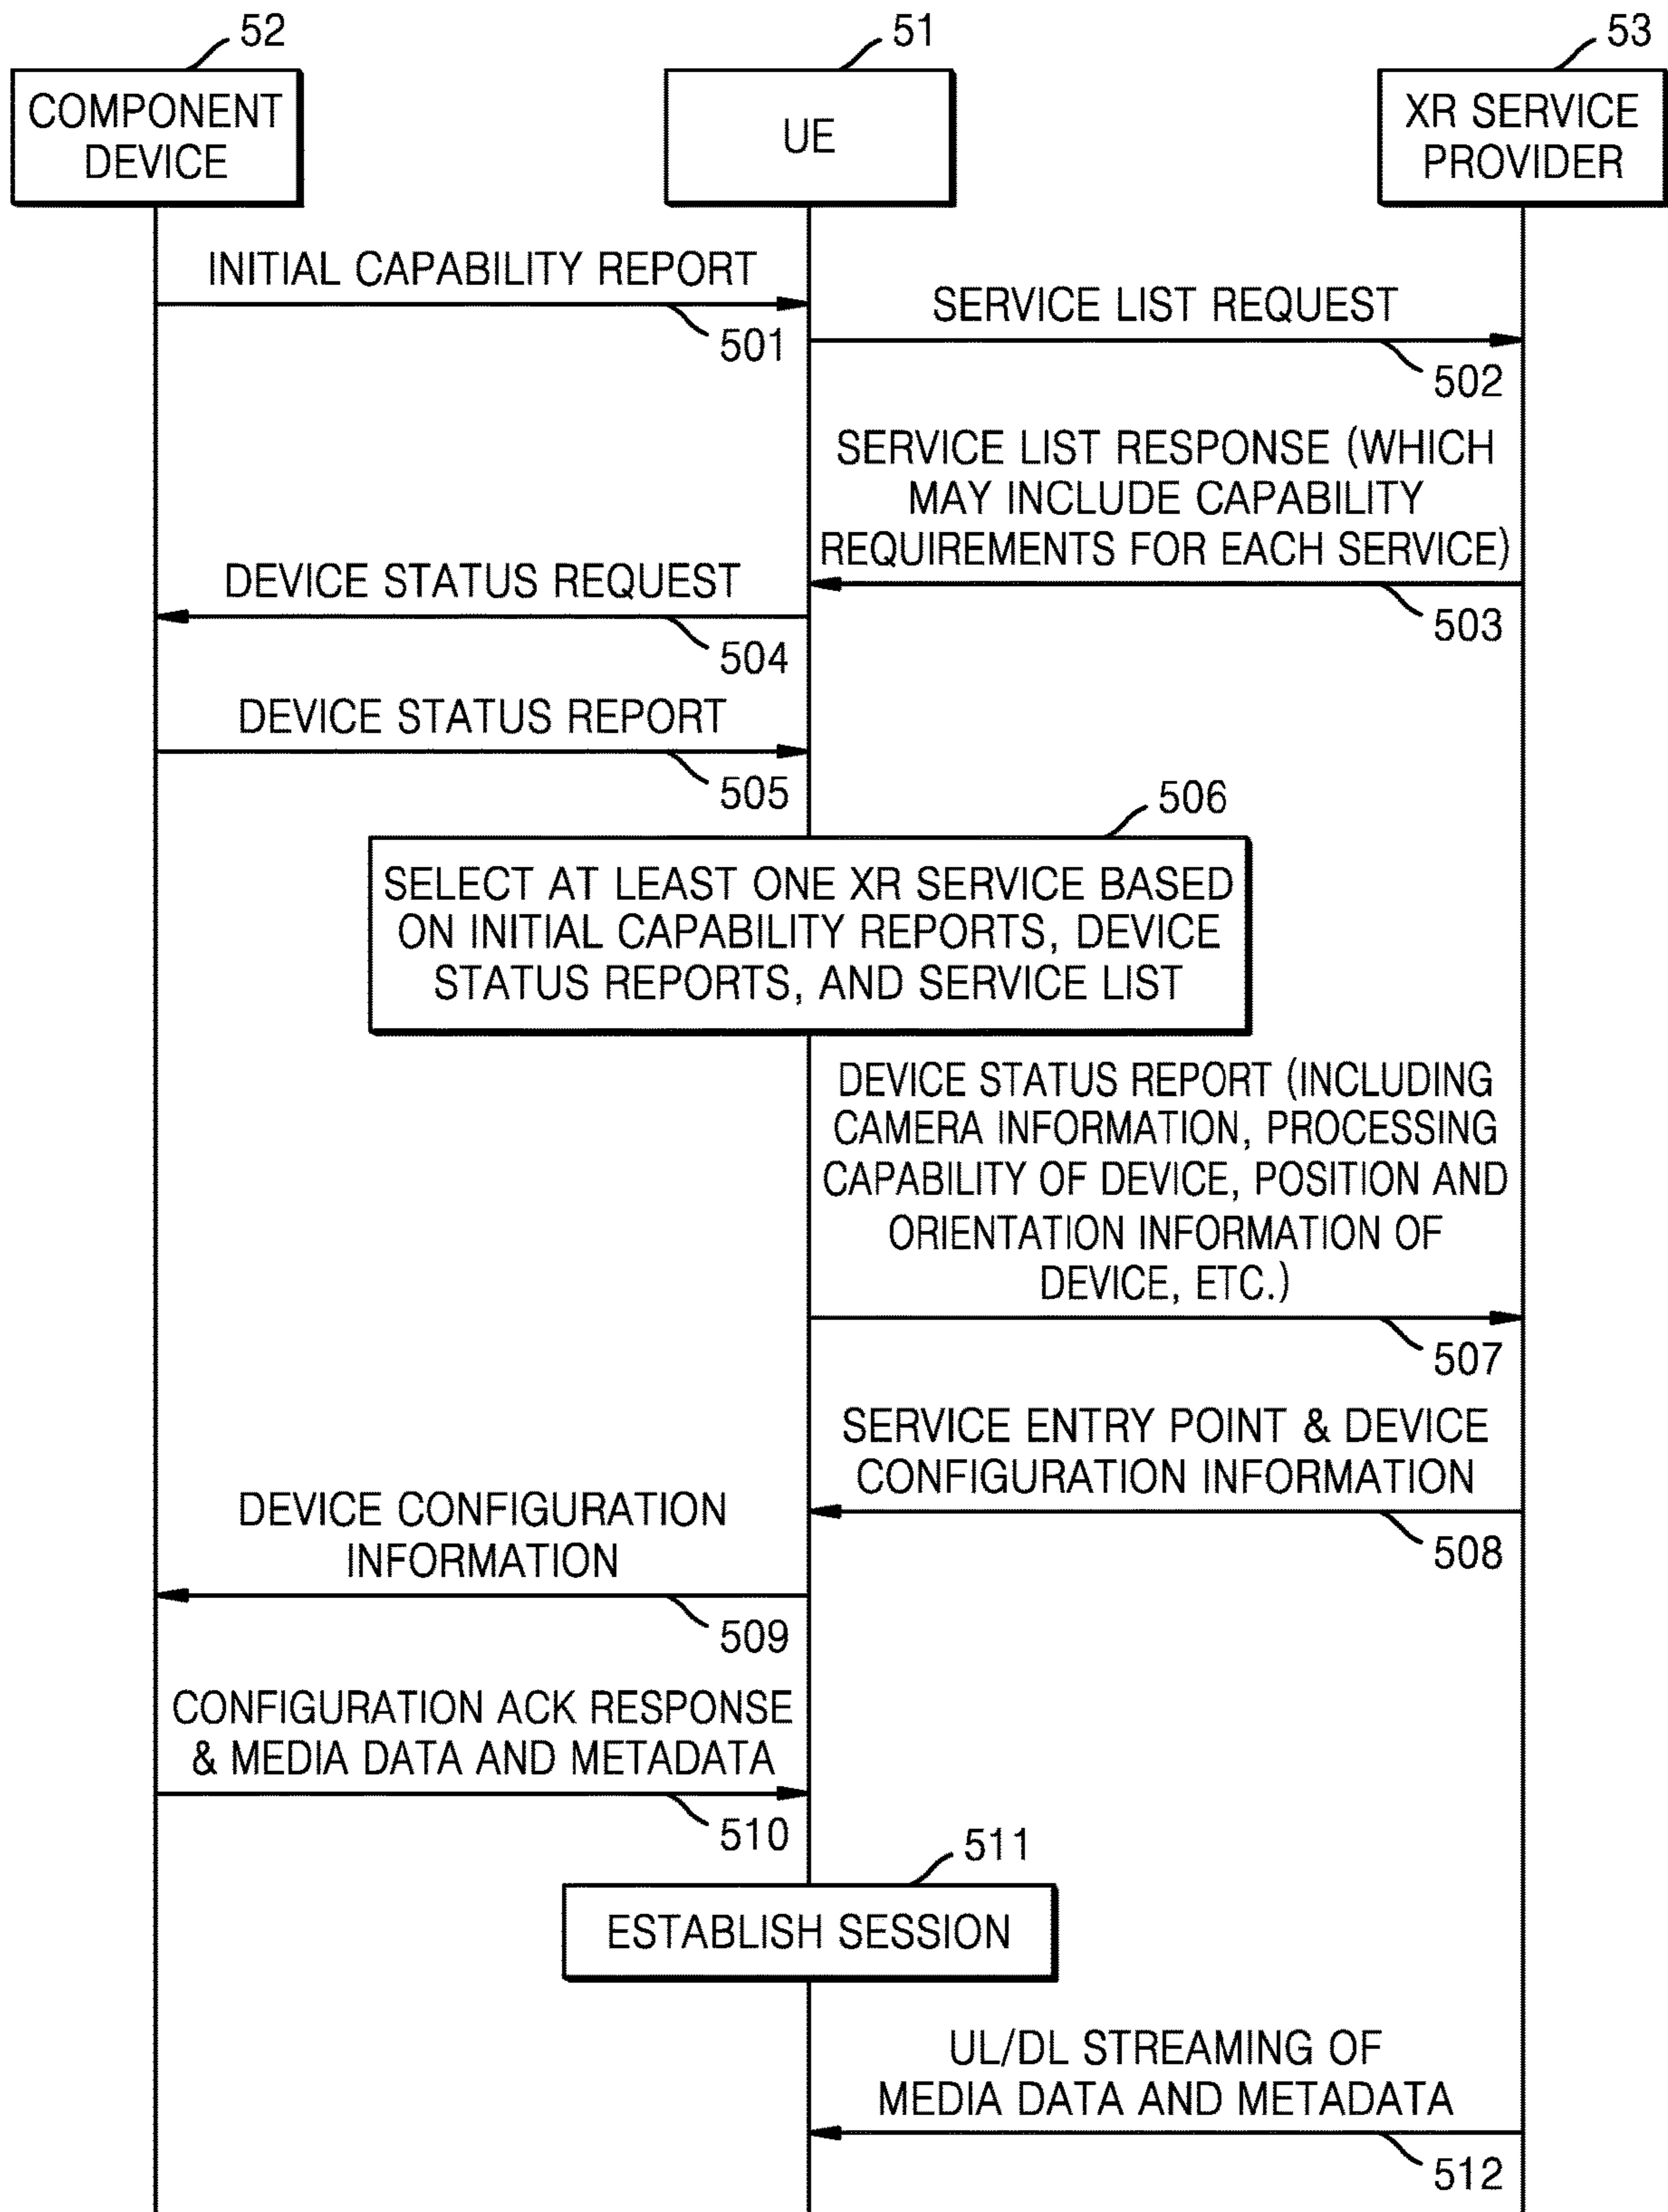 52
51
53
COMPONENT
DEVICE
UE
XR SERVICE
PROVIDER
INITIAL CAPABILITY REPORT
501
SERVICE LIST REQUEST
502
SERVICE LIST RESPONSE (WHICH
MAY INCLUDE CAPABILITY
REQUIREMENTS FOR EACH SERVICE)
503
DEVICE STATUS REQUEST
504
DEVICE STATUS REPORT
505
506
SELECT AT LEAST ONE XR SERVICE BASED
ON INITIAL CAPABILITY REPORTS, DEVICE
STATUS REPORTS, AND SERVICE LIST
DEVICE STATUS REPORT (INCLUDING
CAMERA INFORMATION, PROCESSING
CAPABILITY OF DEVICE, POSITION AND
ORIENTATION INFORMATION OF
DEVICE, ETC.)
507
SERVICE ENTRY POINT & DEVICE
CONFIGURATION INFORMATION
508
DEVICE CONFIGURATION
INFORMATION
509
CONFIGURATION ACK RESPONSE
& MEDIA DATA AND METADATA
510
511
ESTABLISH SESSION
UL/DL STREAMING OF
MEDIA DATA AND METADATA
512